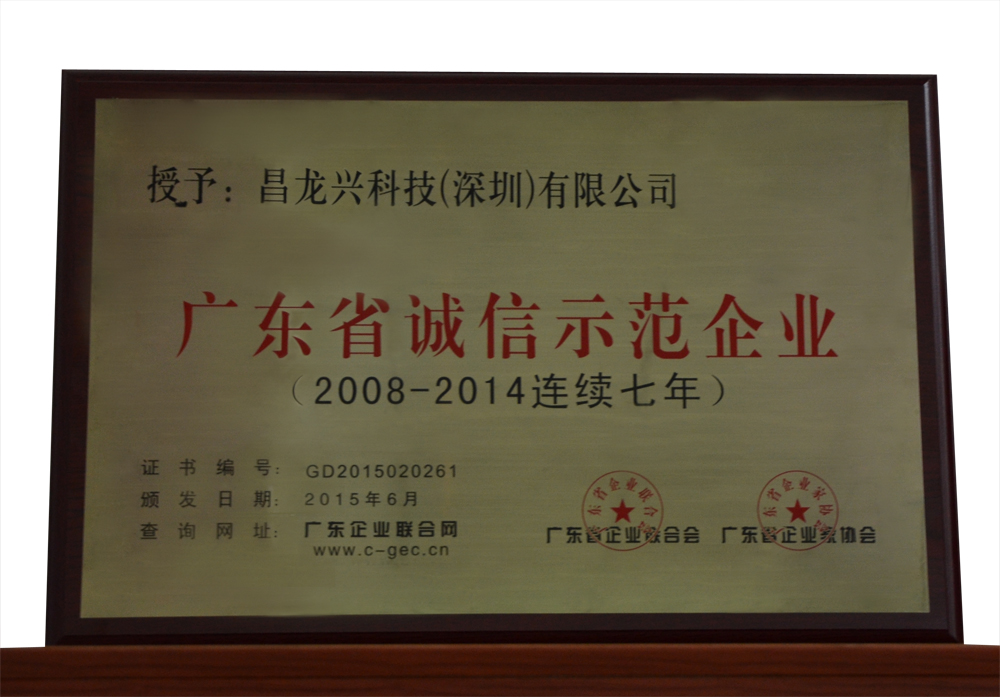 授予：昌龙兴科技(深圳)有限公司
广东省诚信示范企业
（2008-2014连续七年）
证书编号：GD2015020261
颁发日期：2015年6月
查询网址：广东企业联合网
www.c-gec.cn
广东省企业联合会
广东省企业家协会